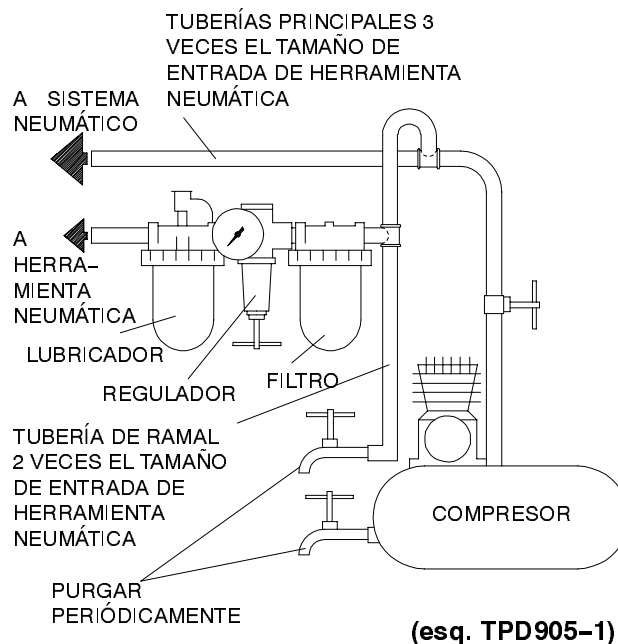 TUBERÍAS PRINCIPALES 3
VECES EL TAMAÑO DE
ENTRADA DE HERRAMIENTA
NEUMÁTICA
A SISTEMA
NEUMÁTICO
A
HERRA–
MIENTA
NEUMÁTICA
LUBRICADOR
REGULADOR
FILTRO
TUBERÍA DE RAMAL
2 VECES EL TAMAÑO
DE ENTRADA DE
HERRAMIENTA
NEUMÁTICA
COMPRESOR
PURGAR
PERIÓDICAMENTE
(esq. TPD905–1)